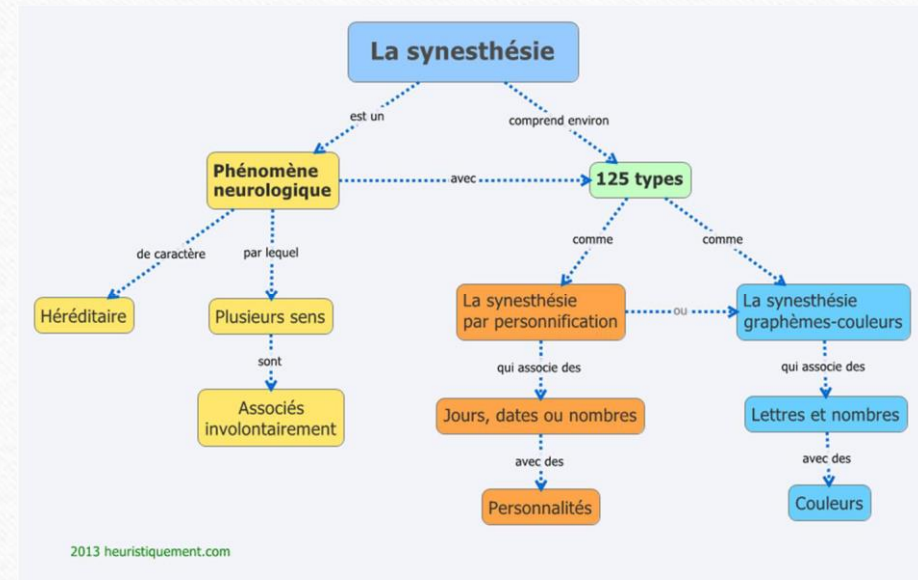 La synesthésie
est un
comprend environ
Phénomène
neurologique
avec
125 types
de caractère
par lequel
comme
comme
Héréditaire
Plusieurs sens
La synesthésie
par personnification
ou
La synesthésie
graphèmes-couleurs
sont
qui associe des
qui associe des
Associés
involontairement
Jours, dates ou nombres
Lettres et nombres
avec des
avec des
Personnalités
Couleurs
2013 heuristiquement.com